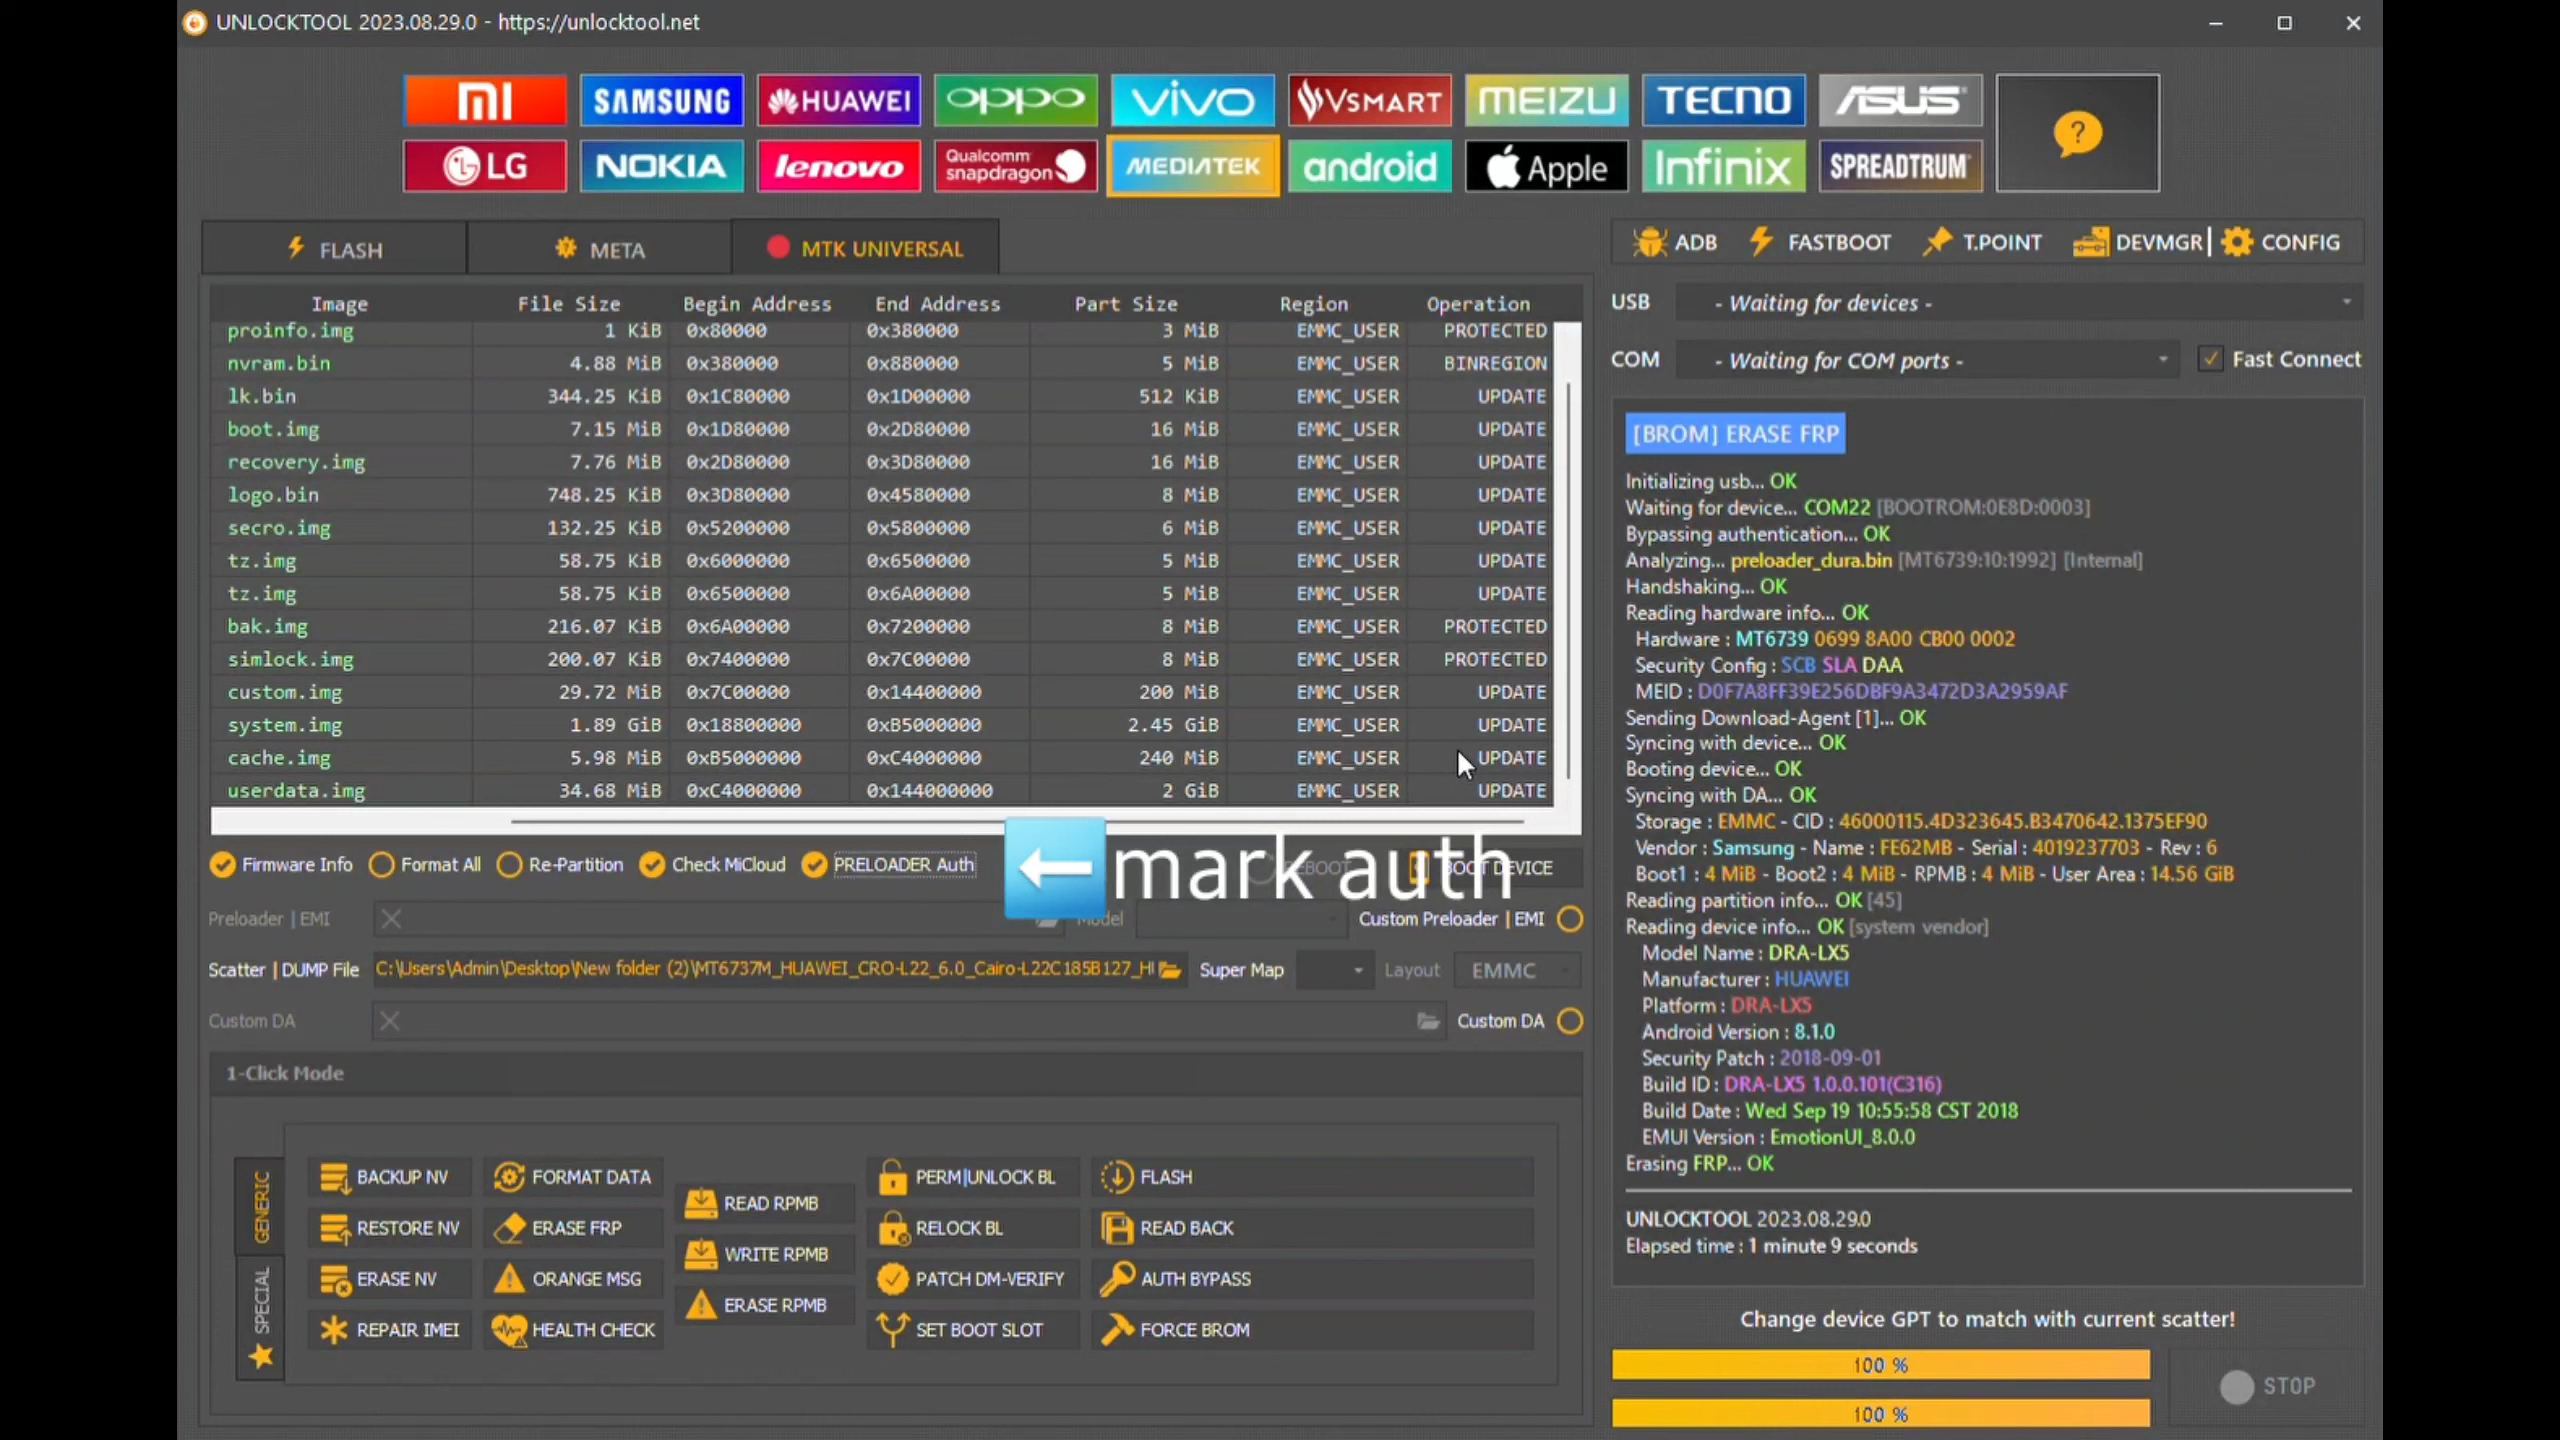 UNLOCKTOOL 2023.08.29.0 - https://unlocktool.net
MI SAMSUNG HUAWEI oppo vivo VSMART MEIZU TECNO ASUS
LG NOKIA lenovo Qualcomm snapdragon MEDIATEK android Apple Infinix SPREADTRUM ?
FLASH META MTK UNIVERSAL
ADB FASTBOOT T.POINT DEVMGR CONFIG
USB - Waiting for devices -
COM - Waiting for COM ports - Fast Connect
Image File Size Begin Address End Address Part Size Region Operation
proinfo.img 1 KiB 0x80000 0x380000 3 MiB EMMC_USER PROTECTED
nvram.bin 4.88 MiB 0x380000 0x880000 5 MiB EMMC_USER BINREGION
lk.bin 344.25 KiB 0x1C80000 0x1D00000 512 KiB EMMC_USER UPDATE
boot.img 7.15 MiB 0x1D80000 0x2D80000 16 MiB EMMC_USER UPDATE
recovery.img 7.76 MiB 0x2D80000 0x3D80000 16 MiB EMMC_USER UPDATE
logo.bin 748.25 KiB 0x3D80000 0x4580000 8 MiB EMMC_USER UPDATE
secro.img 132.25 KiB 0x5200000 0x5800000 6 MiB EMMC_USER UPDATE
tz.img 58.75 KiB 0x6000000 0x6500000 5 MiB EMMC_USER UPDATE
tz.img 58.75 KiB 0x6500000 0x6A00000 5 MiB EMMC_USER UPDATE
bak.img 216.07 KiB 0x6A00000 0x7200000 8 MiB EMMC_USER PROTECTED
simlock.img 200.07 KiB 0x7400000 0x7C00000 8 MiB EMMC_USER PROTECTED
custom.img 29.72 MiB 0x7C00000 0x14400000 200 MiB EMMC_USER UPDATE
system.img 1.89 GiB 0x18800000 0xB5000000 2.45 GiB EMMC_USER UPDATE
cache.img 5.98 MiB 0xB5000000 0xC4000000 240 MiB EMMC_USER UPDATE
userdata.img 34.68 MiB 0xC4000000 0x144000000 2 GiB EMMC_USER UPDATE
Firmware Info Format All Re-Partition Check MiCloud PRELOADER Auth REBOOT BOOT DEVICE
mark auth
Preloader | EMI Model Custom Preloader | EMI
Scatter | DUMP File C:\Users\Admin\Desktop\New folder (2)\MT6737M_HUAWEI_CRO-L22_6.0_Cairo-L22C185B127_H Super Map Layout EMMC
Custom DA Custom DA
1-Click Mode
GENERIC
SPECIAL
BACKUP NV FORMAT DATA READ RPMB PERM|UNLOCK BL FLASH
RESTORE NV ERASE FRP WRITE RPMB RELOCK BL READ BACK
ERASE NV ORANGE MSG ERASE RPMB PATCH DM-VERIFY AUTH BYPASS
REPAIR IMEI HEALTH CHECK SET BOOT SLOT FORCE BROM
[BROM] ERASE FRP
Initializing usb... OK
Waiting for device... COM22 [BOOTROM:0E8D:0003]
Bypassing authentication... OK
Analyzing... preloader_dura.bin [MT6739:10:1992] [Internal]
Handshaking... OK
Reading hardware info... OK
Hardware : MT6739 0699 8A00 CB00 0002
Security Config : SCB SLA DAA
MEID : D0F7A8FF39E256DBF9A3472D3A2959AF
Sending Download-Agent [1]... OK
Syncing with device... OK
Booting device... OK
Syncing with DA... OK
Storage : EMMC - CID : 46000115.4D323645.B3470642.1375EF90
Vendor : Samsung - Name : FE62MB - Serial : 4019237703 - Rev : 6
Boot1 : 4 MiB - Boot2 : 4 MiB - RPMB : 4 MiB - User Area : 14.56 GiB
Reading partition info... OK [45]
Reading device info... OK [system vendor]
Model Name : DRA-LX5
Manufacturer : HUAWEI
Platform : DRA-LX5
Android Version : 8.1.0
Security Patch : 2018-09-01
Build ID : DRA-LX5 1.0.0.101(C316)
Build Date : Wed Sep 19 10:55:58 CST 2018
EMUI Version : EmotionUI_8.0.0
Erasing FRP... OK
UNLOCKTOOL 2023.08.29.0
Elapsed time : 1 minute 9 seconds
Change device GPT to match with current scatter!
100 %
100 %
STOP